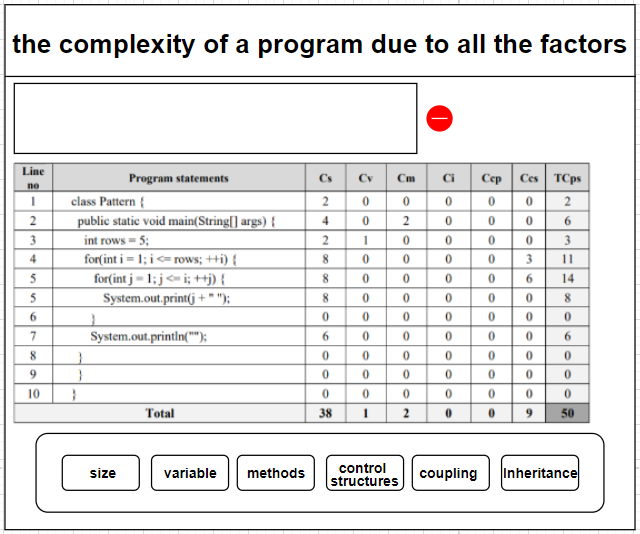 the complexity of a program due to all the factors
Line no Program statements Cs Cv Cm Ci Ccp Ccs TCps
1 class Pattern { 2 0 0 0 0 0 2
2 public static void main(String[] args) { 4 0 2 0 0 0 6
3 int rows = 5; 2 1 0 0 0 0 3
4 for(int i = 1; i <= rows; ++i) { 8 0 0 0 0 3 11
5 for(int j = 1; j <= i; ++j) { 8 0 0 0 0 6 14
5 System.out.print(j + " "); 8 0 0 0 0 0 8
6 } 0 0 0 0 0 0 0
7 System.out.println(""); 6 0 0 0 0 0 6
8 } 0 0 0 0 0 0 0
9 } 0 0 0 0 0 0 0
10 } 0 0 0 0 0 0 0
Total 38 1 2 0 0 9 50
size variable methods control structures coupling Inheritance